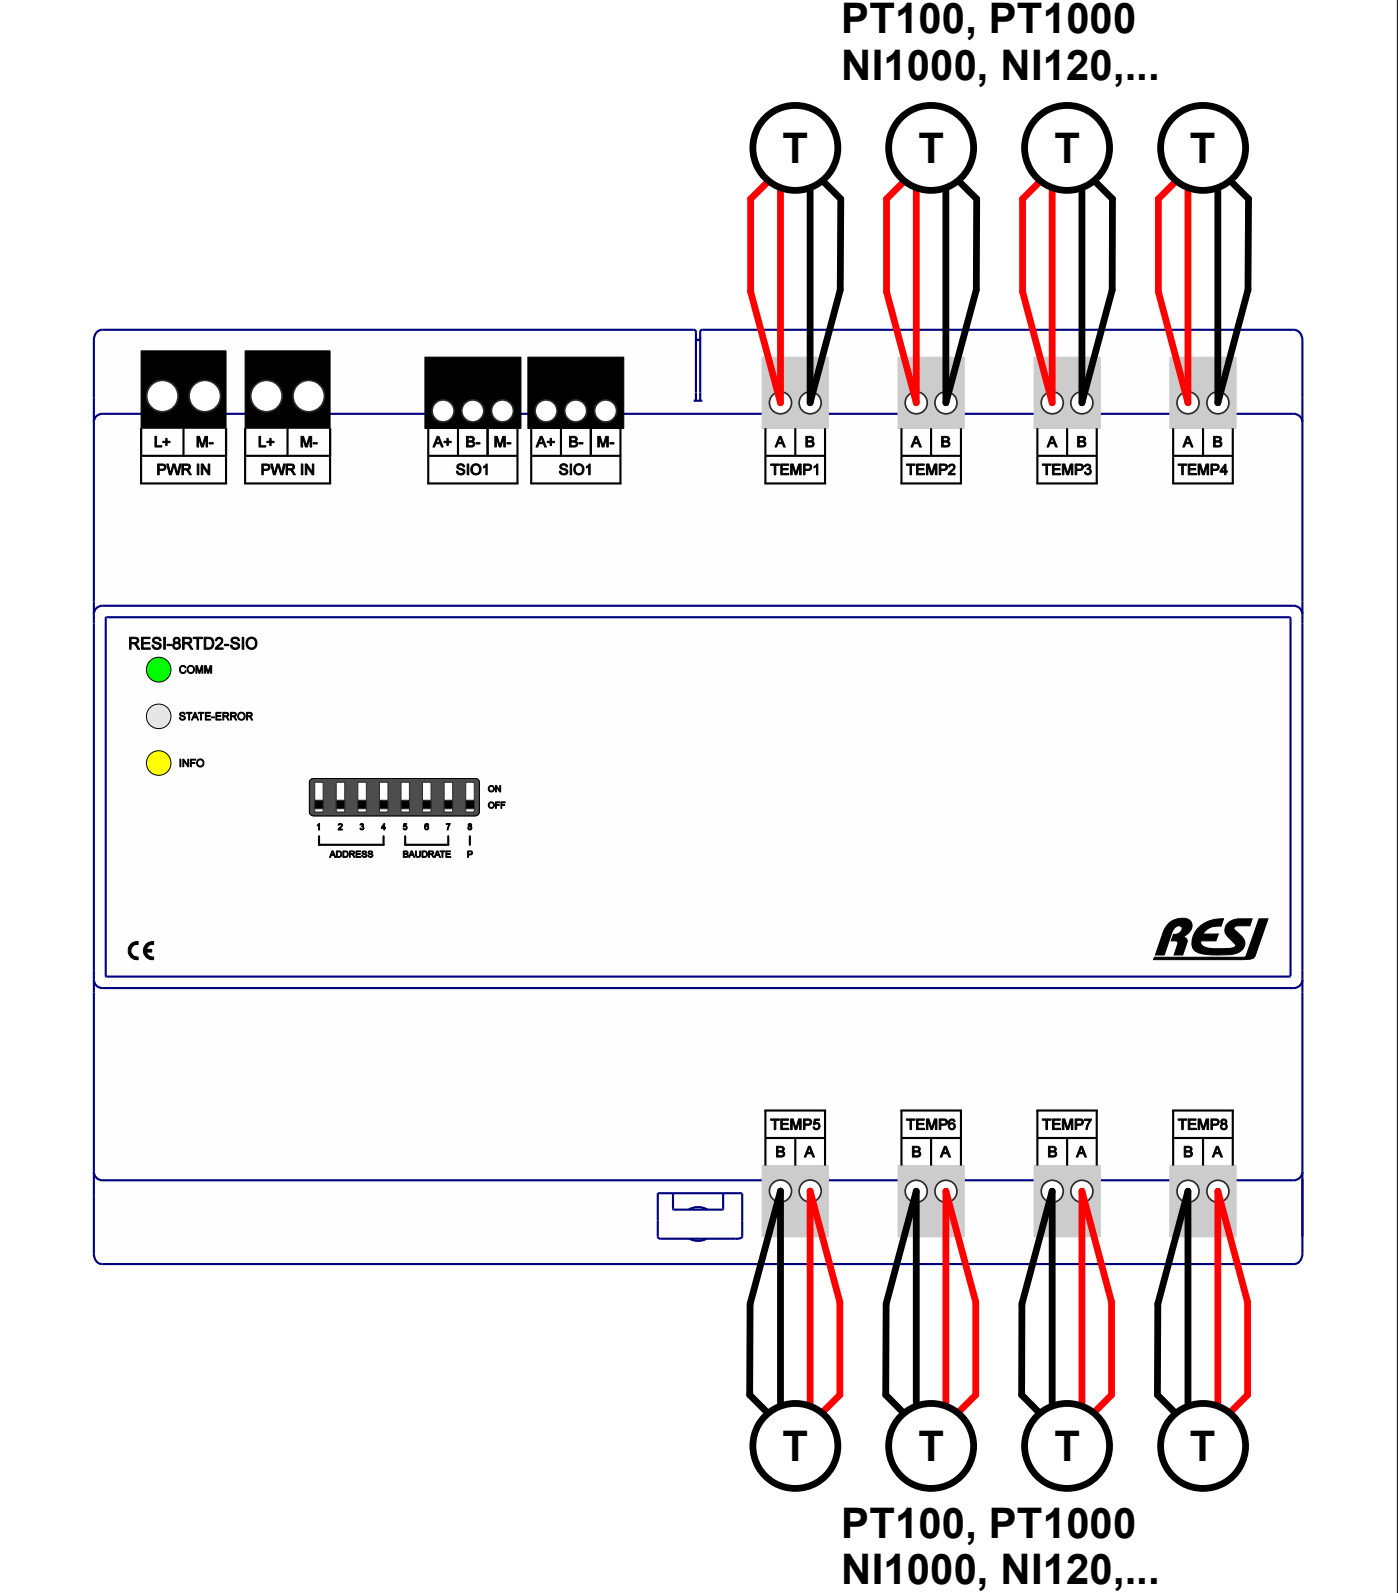 PT100, PT1000
NI1000, NI120,...
T T T T
L+ M- L+ M- A+ B- M- A+ B- M- A B A B A B A B
PWR IN PWR IN SIO1 SIO1 TEMP1 TEMP2 TEMP3 TEMP4
RESI-8RTD2-SIO
COMM
STATE-ERROR
INFO
ON
OFF
1 2 3 4 5 6 7 8
ADDRESS BAUDRATE P
CE
RESI
TEMP5 TEMP6 TEMP7 TEMP8
B A B A B A B A
T T T T
PT100, PT1000
NI1000, NI120,...